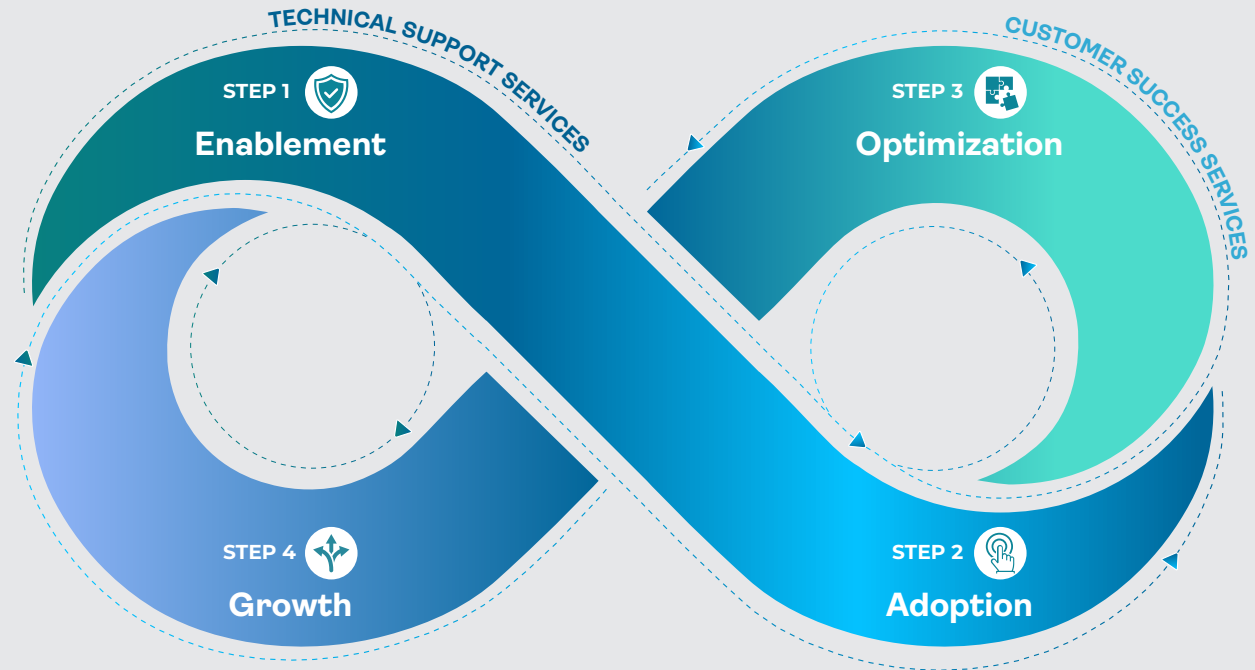 TECHNICAL SUPPORT SERVICES
CUSTOMER SUCCESS SERVICES
STEP 1
Enablement
STEP 3
Optimization
STEP 4
Growth
STEP 2
Adoption